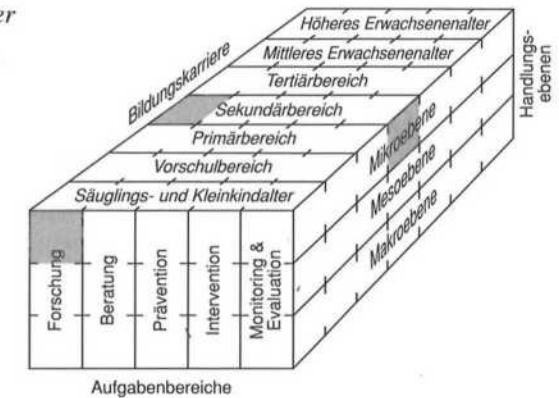 er
Bildungskarriere
Höheres Erwachsenenalter
Mittleres Erwachsenenalter
Tertiärbereich
Sekundärbereich
Primärbereich
Vorschulbereich
Säuglings- und Kleinkindalter
Handlungs-
ebenen
Mikroebene
Mesoebene
Makroebene
Forschung
Beratung
Prävention
Intervention
Monitoring &
Evaluation
Aufgabenbereiche